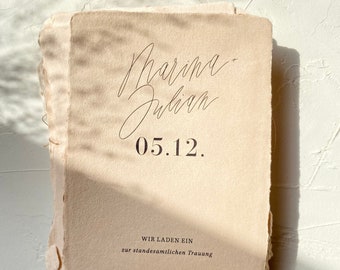 Marina +
Julian
05.12.
WIR LADEN EIN
zur standesamtlichen Trauung